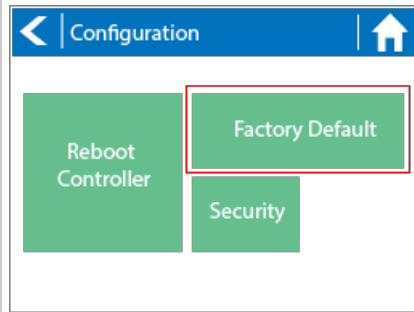 Configuration
Reboot
Controller
Factory Default
Security